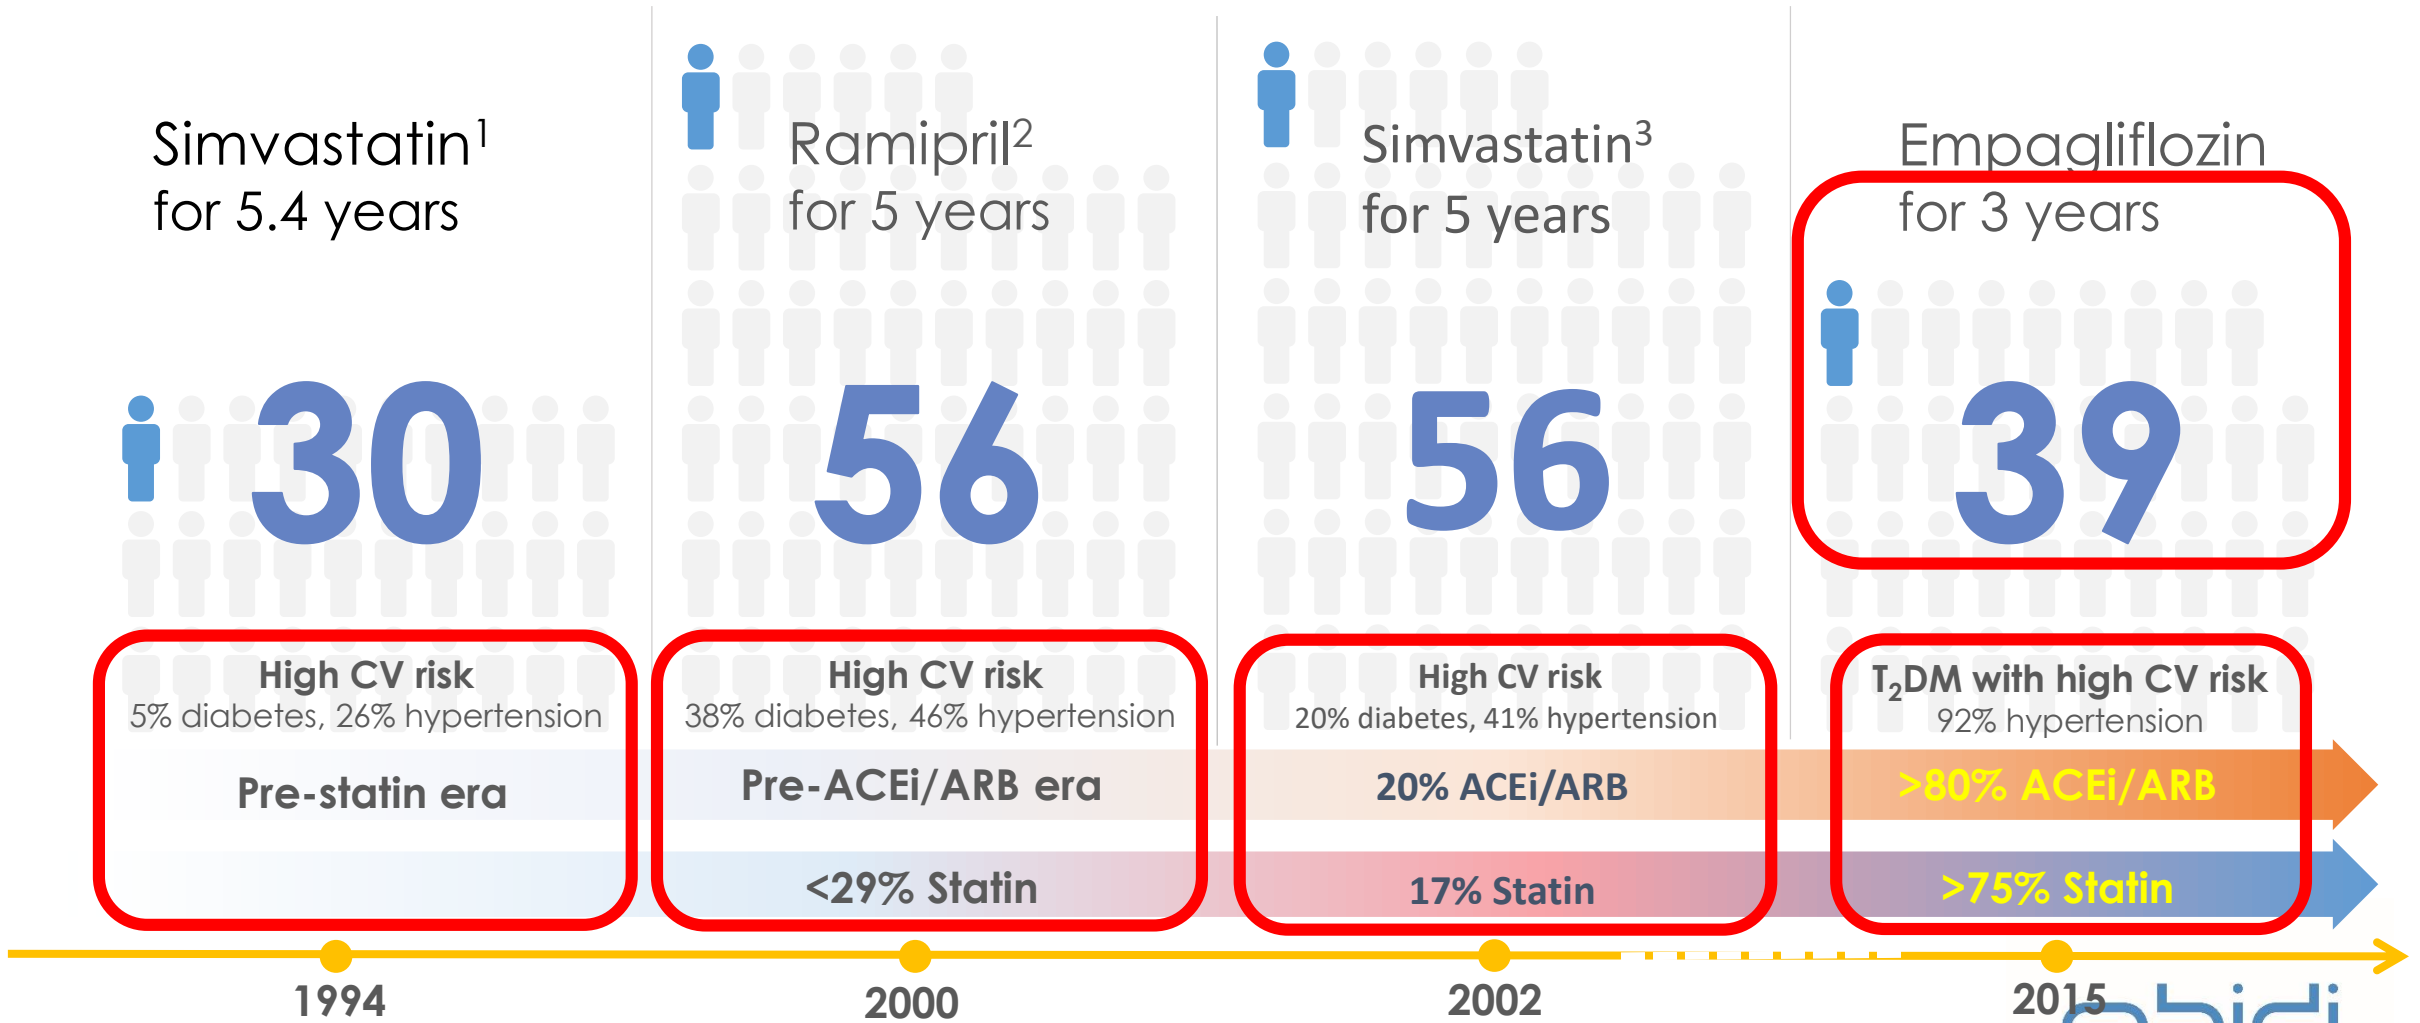 Simvastatin1
for 5.4 years
30
High CV risk
5% diabetes, 26% hypertension
Pre-statin era
1994
Ramipril2
for 5 years
56
High CV risk
38% diabetes, 46% hypertension
Pre-ACEi/ARB era
<29% Statin
2000
Simvastatin3
for 5 years
56
High CV risk
20% diabetes, 41% hypertension
20% ACEi/ARB
17% Statin
2002
Empagliflozin
for 3 years
39
T2DM with high CV risk
92% hypertension
>80% ACEi/ARB
>75% Statin
2015